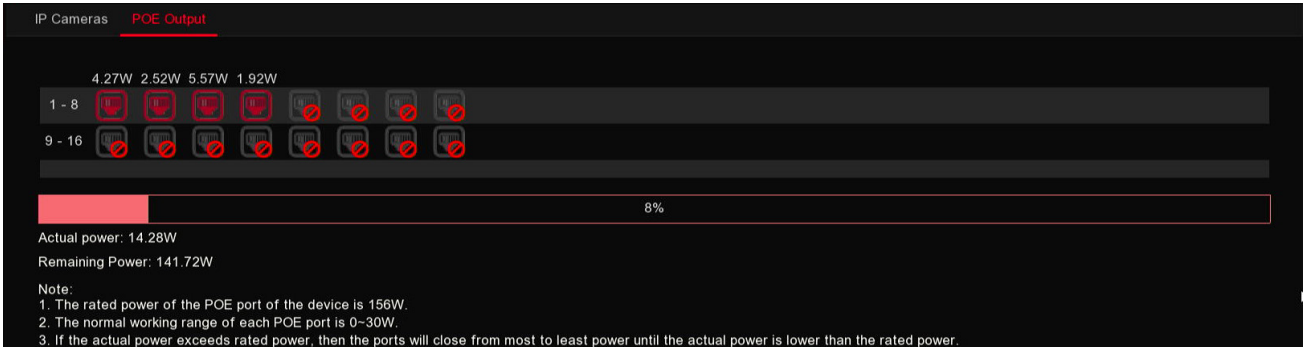 IP Cameras POE Output
4.27W 2.52W 5.57W 1.92W
1 - 8
9 - 16
8%
Actual power: 14.28W
Remaining Power: 141.72W
Note:
1. The rated power of the POE port of the device is 156W.
2. The normal working range of each POE port is 0~30W.
3. If the actual power exceeds rated power, then the ports will close from most to least power until the actual power is lower than the rated power.